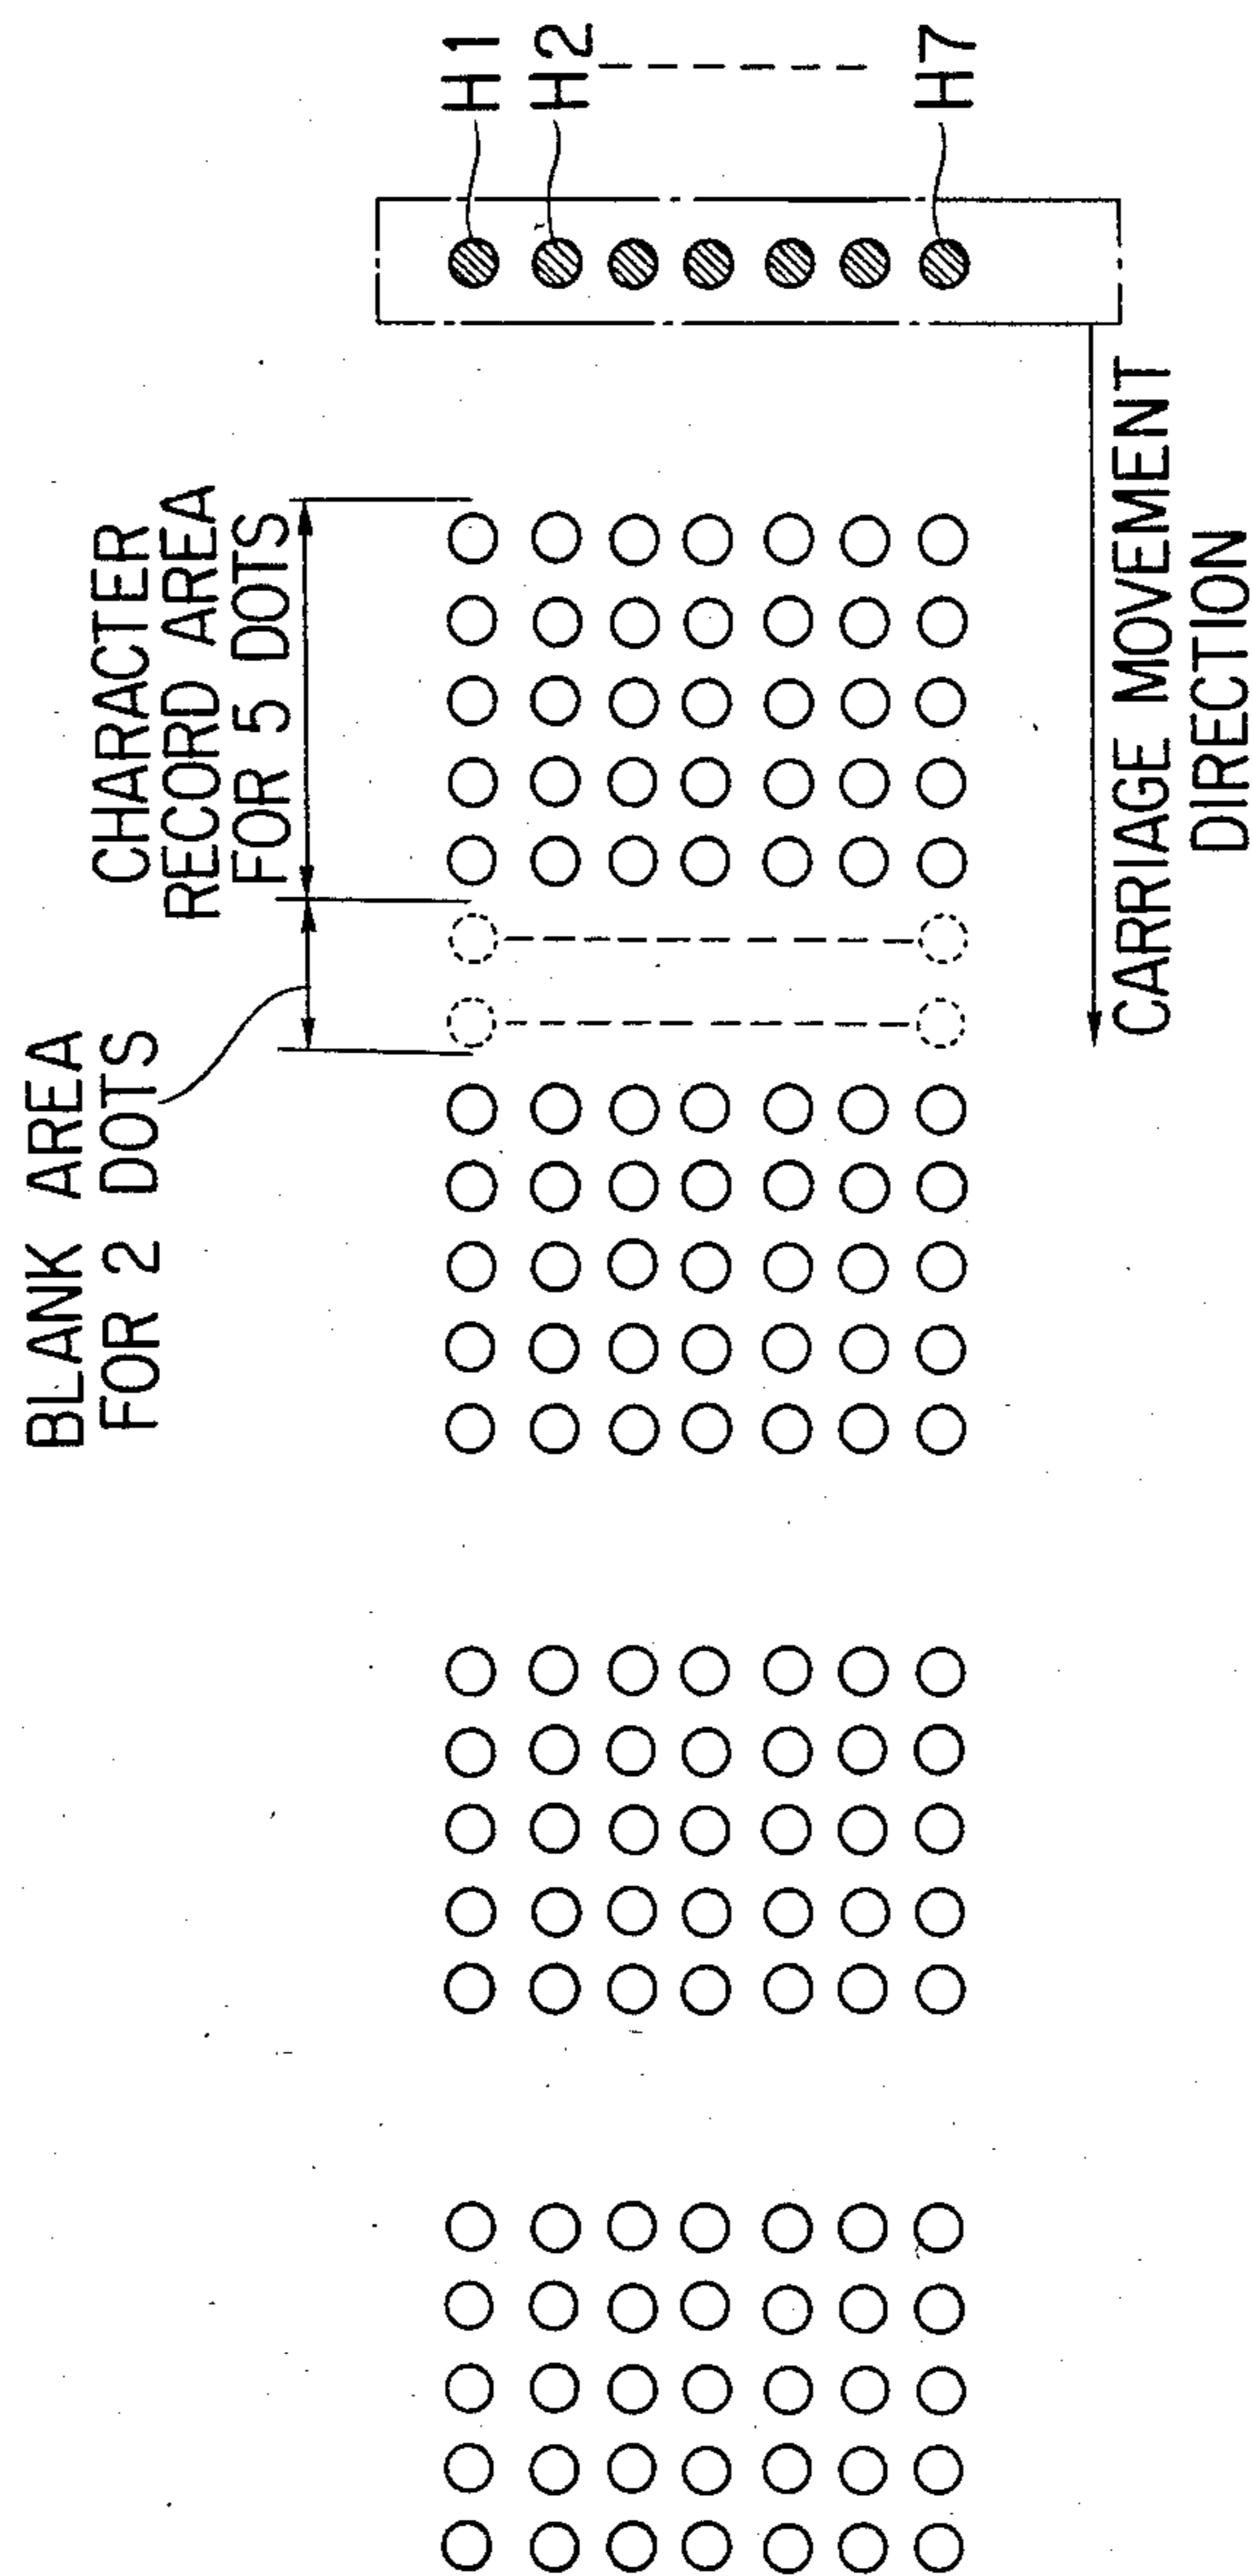 BLANK AREA
FOR 2 DOTS
CHARACTER
RECORD AREA
FOR 5 DOTS
H1
H2
H7
CARRIAGE MOVEMENT
DIRECTION